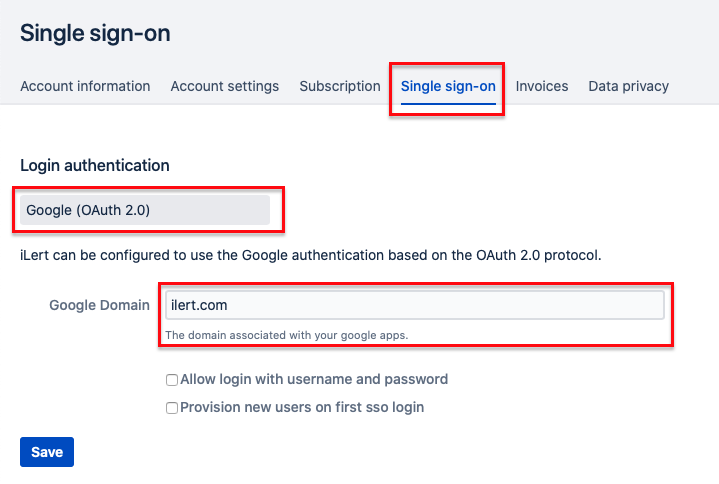 Single sign-on
Account information Account settings Subscription Single sign-on Invoices Data privacy
Login authentication
Google (OAuth 2.0)
iLert can be configured to use the Google authentication based on the OAuth 2.0 protocol.
Google Domain ilert.com
The domain associated with your google apps.
Allow login with username and password
Provision new users on first sso login
Save